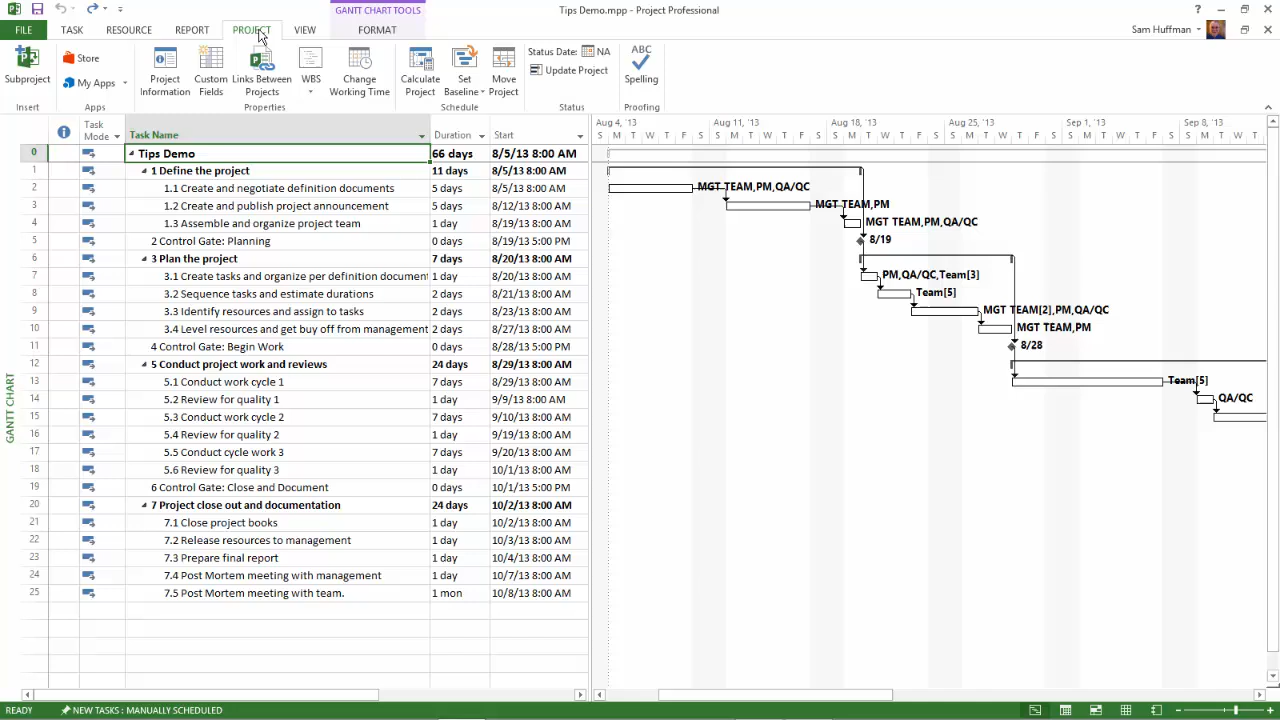 GANTT CHART TOOLS
Tips Demo.mpp - Project Professional
FILE TASK RESOURCE REPORT PROJECT VIEW FORMAT Sam Huffman
Subproject
Store
My Apps
Project Information
Custom Fields
Links Between Projects
WBS
Change Working Time
Calculate Project
Set Baseline
Move Project
Status Date: NA
Update Project
ABC
Spelling
Insert Apps Properties Schedule Status Proofing
Task Mode Task Name Duration Start
Aug 4, '13 Aug 11, '13 Aug 18, '13 Aug 25, '13 Sep 1, '13 Sep 8, '13
S M T W T F S S M T W T F S S M T W T F S S M T W T F S S M T W T F S S M T W T
0 Tips Demo 66 days 8/5/13 8:00 AM
1 1 Define the project 11 days 8/5/13 8:00 AM
2 1.1 Create and negotiate definition documents 5 days 8/5/13 8:00 AM MGT TEAM,PM,QA/QC
3 1.2 Create and publish project announcement 5 days 8/12/13 8:00 AM MGT TEAM,PM
4 1.3 Assemble and organize project team 1 day 8/19/13 8:00 AM MGT TEAM,PM,QA/QC
5 2 Control Gate: Planning 0 days 8/19/13 5:00 PM 8/19
6 3 Plan the project 7 days 8/20/13 8:00 AM
7 3.1 Create tasks and organize per definition document 1 day 8/20/13 8:00 AM PM,QA/QC,Team[3]
8 3.2 Sequence tasks and estimate durations 2 days 8/21/13 8:00 AM Team[5]
9 3.3 Identify resources and assign to tasks 2 days 8/23/13 8:00 AM MGT TEAM[2],PM,QA/QC
10 3.4 Level resources and get buy off from management 2 days 8/27/13 8:00 AM MGT TEAM,PM
11 4 Control Gate: Begin Work 0 days 8/28/13 5:00 PM 8/28
12 5 Conduct project work and reviews 24 days 8/29/13 8:00 AM
13 5.1 Conduct work cycle 1 7 days 8/29/13 8:00 AM Team[5]
14 5.2 Review for quality 1 1 day 9/9/13 8:00 AM QA/QC
15 5.3 Conduct work cycle 2 7 days 9/10/13 8:00 AM
16 5.4 Review for quality 2 1 day 9/19/13 8:00 AM
17 5.5 Conduct cycle work 3 7 days 9/20/13 8:00 AM
18 5.6 Review for quality 3 1 day 10/1/13 8:00 AM
19 6 Control Gate: Close and Document 0 days 10/1/13 5:00 PM
20 7 Project close out and documentation 24 days 10/2/13 8:00 AM
21 7.1 Close project books 1 day 10/2/13 8:00 AM
22 7.2 Release resources to management 1 day 10/3/13 8:00 AM
23 7.3 Prepare final report 1 day 10/4/13 8:00 AM
24 7.4 Post Mortem meeting with management 1 day 10/7/13 8:00 AM
25 7.5 Post Mortem meeting with team. 1 mon 10/8/13 8:00 AM
GANTT CHART
READY NEW TASKS : MANUALLY SCHEDULED